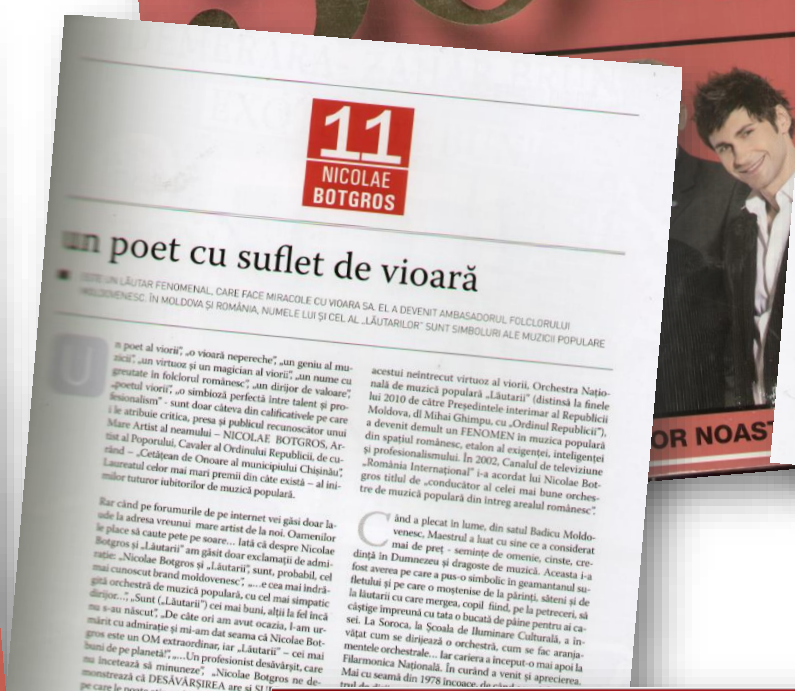 11
NICOLAE
BOTGROS
un poet cu suflet de vioară
ESTE UN LĂUTAR FENOMENAL, CARE FACE MIRACOLE CU VIOARA SA. EL A DEVENIT AMBASADORUL FOLCLORULUI
MOLDOVENESC. ÎN MOLDOVA ȘI ROMÂNIA, NUMELE LUI ȘI CEL AL „LĂUTARILOR” SUNT SIMBOLURI ALE MUZICII POPULARE
Un poet al viorii”, „o vioară nepereche”, „un geniu al mu-
zicii”, „un virtuoz și un magician al viorii”, „un nume cu
greutate în folclorul românesc”, „un dirijor de valoare”,
„poetul viorii”, „o simbioză perfectă între talent și pro-
fesionalism” - sunt doar câteva din calificativele pe care
i le atribuie critica, presa și publicul recunoscător unui
Mare Artist al neamului – NICOLAE BOTGROS, Ar-
tist al Poporului, Cavaler al Ordinului Republicii, de cu-
rând – „Cetățean de Onoare al municipiului Chișinău”,
Laureatul celor mai mari premii din câte există – al ini-
milor tuturor iubitorilor de muzică populară.
Rar când pe forumurile de pe internet vei găsi doar la-
ude la adresa vreunui mare artist de la noi. Oamenilor
le place să caute pete pe soare... Iată că despre Nicolae
Botgros și „Lăutarii” am găsit doar exclamații de admi-
rație: „Nicolae Botgros și „Lăutarii” sunt, probabil, cel
mai cunoscut brand moldovenesc”, „...e cea mai îndră-
gită orchestră de muzică populară, cu cel mai simpatic
dirijor...”, „Sunt („Lăutarii”) cei mai buni, alții la fel încă
nu s-au născut”, „De câte ori am avut ocazia, l-am ur-
mărit cu admirație și mi-am dat seama că Nicolae Bot-
gros este un OM extraordinar, iar „Lăutarii” – cei mai
buni de pe planetă!”, „...Un profesionist desăvârșit, care
nu încetează să minuneze”, „Nicolae Botgros ne de-
monstrează că DESĂVÂRȘIREA are și
pe care le
acestui neîntrecut virtuoz al viorii, Orchestra Națio-
nală de muzică populară „Lăutarii” (distinsă la finele
lui 2010 de către Președintele interimar al Republicii
Moldova, dl Mihai Ghimpu, cu „Ordinul Republicii”),
a devenit demult un FENOMEN în muzica populară
din spațiul românesc, etalon al exigenței, inteligenței
și profesionalismului. În 2002, Canalul de televiziune
„România Internațional” i-a acordat lui Nicolae Bot-
gros titlul de „conducător al celei mai bune orches-
tre de muzică populară din întreg arealul românesc”.
Când a plecat în lume, din satul Badicu Moldo-
venesc, Maestrul a luat cu sine ce a considerat
mai de preț - semințe de omenie, cinste, cre-
dință în Dumnezeu și dragoste de muzică. Aceasta i-a
fost averea pe care a pus-o simbolic în geamantanul su-
fletului și pe care o moștenise de la părinți, săteni și de
la lăutarii cu care mergea, copil fiind, pe la petreceri, să
câștige împreună cu tata o bucată de pâine pentru ai ca-
sei. La Soroca, la Școala de Iluminare Culturală, a în-
vățat cum se dirijează o orchestră, cum se fac aranja-
mentele orchestrale... Iar cariera a început-o mai apoi la
Filarmonica Națională. În curând a venit și aprecierea.
Mai cu seamă din 1978 încoace, de când
OR NOAS